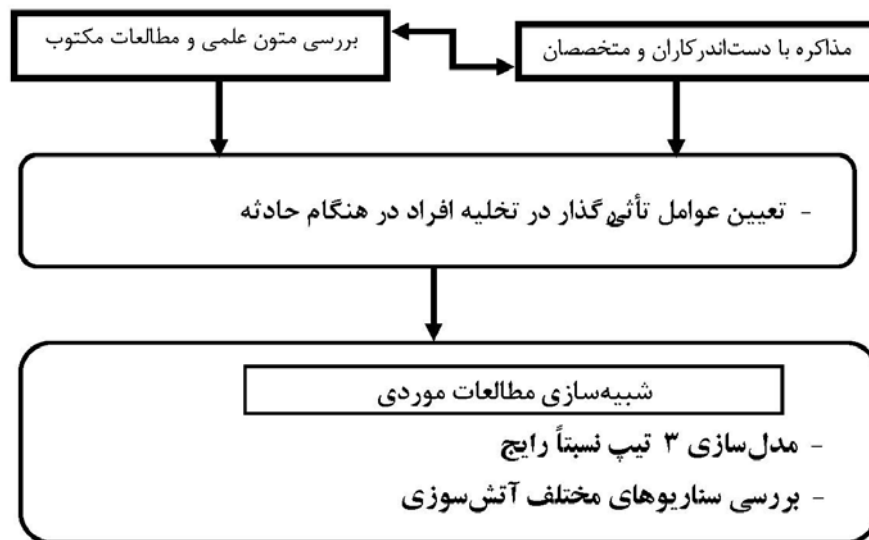 مذاکره با دست‌اندرکاران و متخصصان
بررسی متون علمی و مطالعات مکتوب
- تعیین عوامل تأثیرگذار در تخلیه افراد در هنگام حادثه
شبیه‌سازی مطالعات موردی
- مدل‌سازی ۳ تیپ نسبتاً رایج
- بررسی سناریوهای مختلف آتش‌سوزی